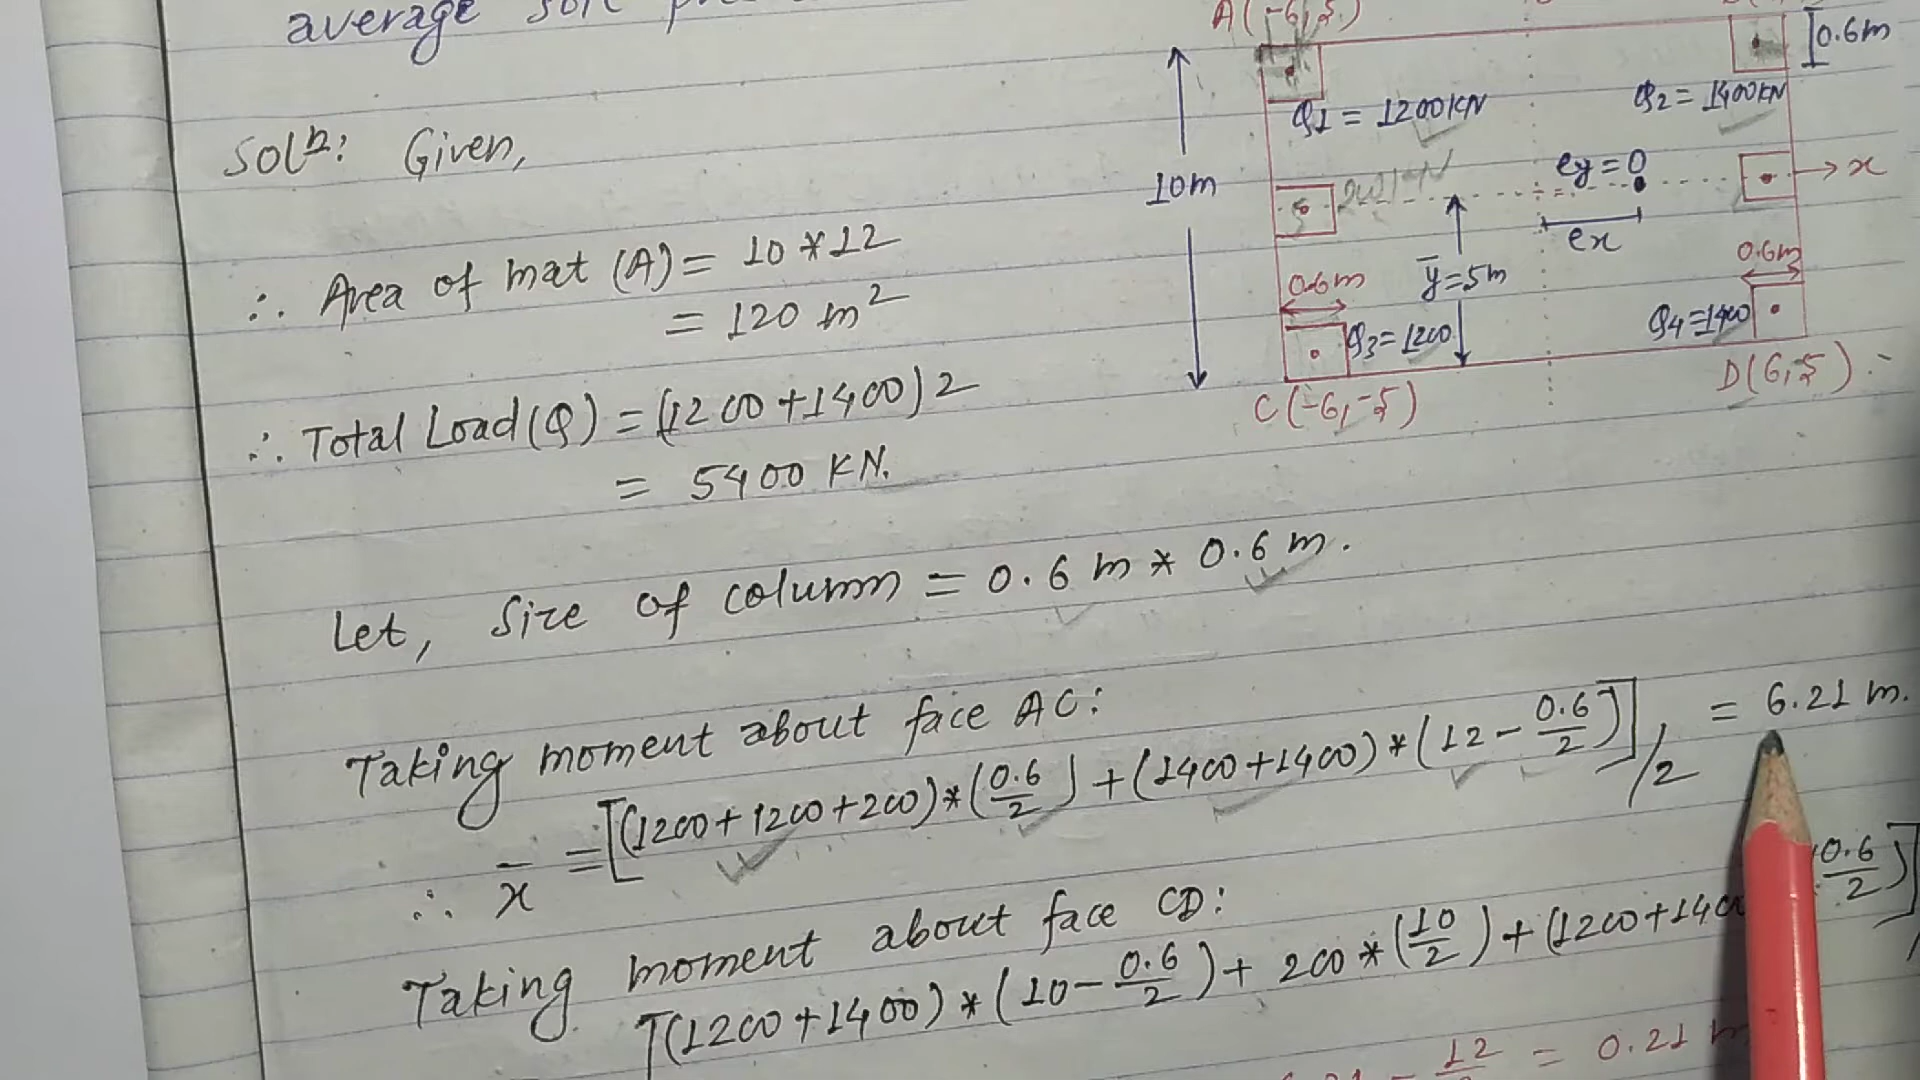 average soil
Solⁿ: Given,
∴ Area of mat (A) = 10 * 12
= 120 m²
∴ Total Load (Q) = (1200 + 1400) 2
= 5400 KN.
Let, Size of column = 0.6 m * 0.6 m.
Taking moment about face AC:
∴ x̄ = [(1200 + 1200 + 200) * (0.6/2) + (1400 + 1400) * (12 - 0.6/2)] / 2 = 6.21 m.
Taking moment about face CD:
[(1200 + 1400) * (10 - 0.6/2) + 200 * (10/2) + (1200 + 140 0.6/2)]
12 = 0.21 m
A (-6, 5)
0.6m
Q1 = 1200KN
Q2 = 1400KN
10m
ey = 0
x
200KN
ex
ȳ = 5m
0.6m
0.6m
Q3 = 1200
Q4 = 1400
C (-6, -5)
D (6, 5)